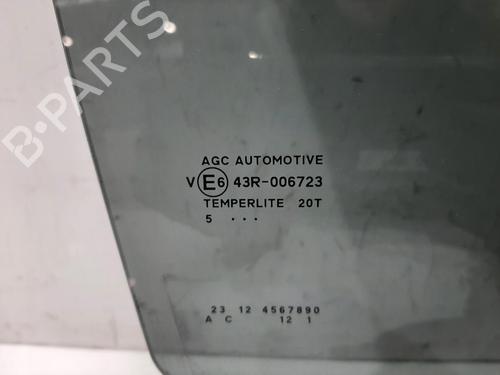 B-PARTS
AGC AUTOMOTIVE
V E6 43R-006723
TEMPERLITE 20T
5 ...
23 12 4567890
A C 12 1